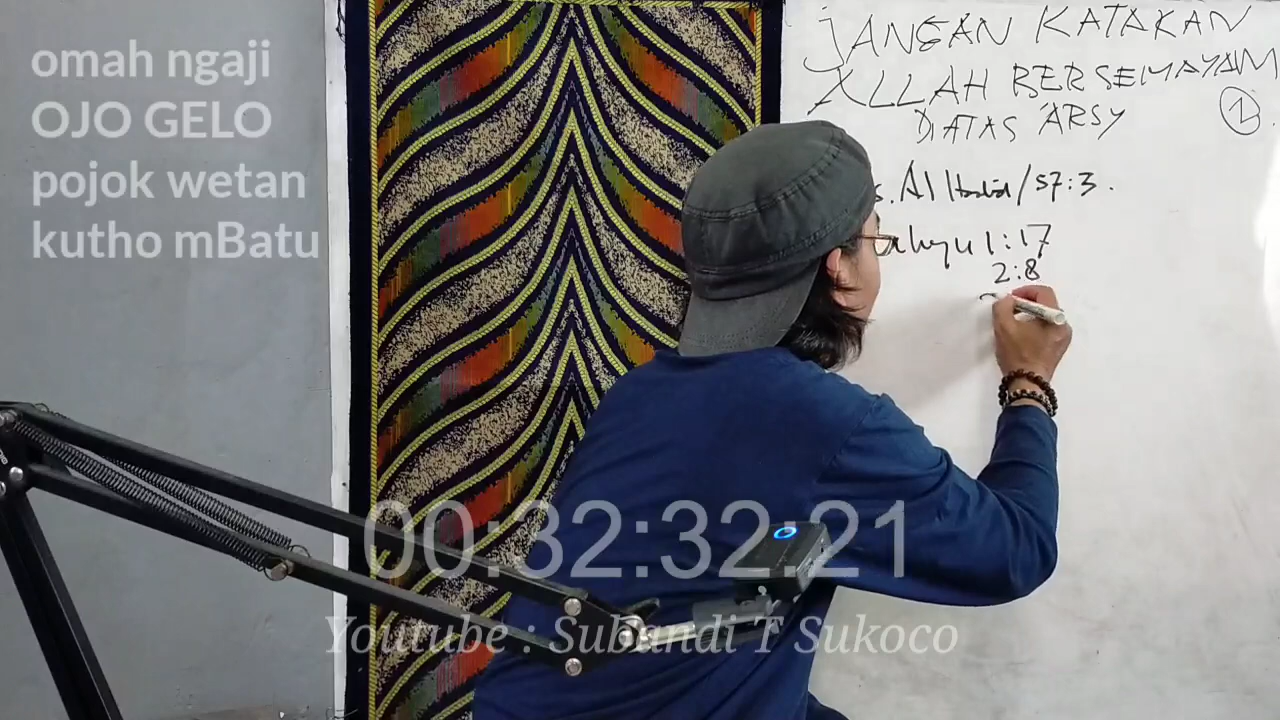 omah ngaji
OJO GELO
pojok wetan
kutho mBatu
JANGAN KATAKAN
ALLAH BERSEMAYAM
DIATAS 'ARSY
1
s. Al Hadid/57:3.
ahyu 1:17
2:8
00:32:32:21
Youtube : Subandi T Sukoco